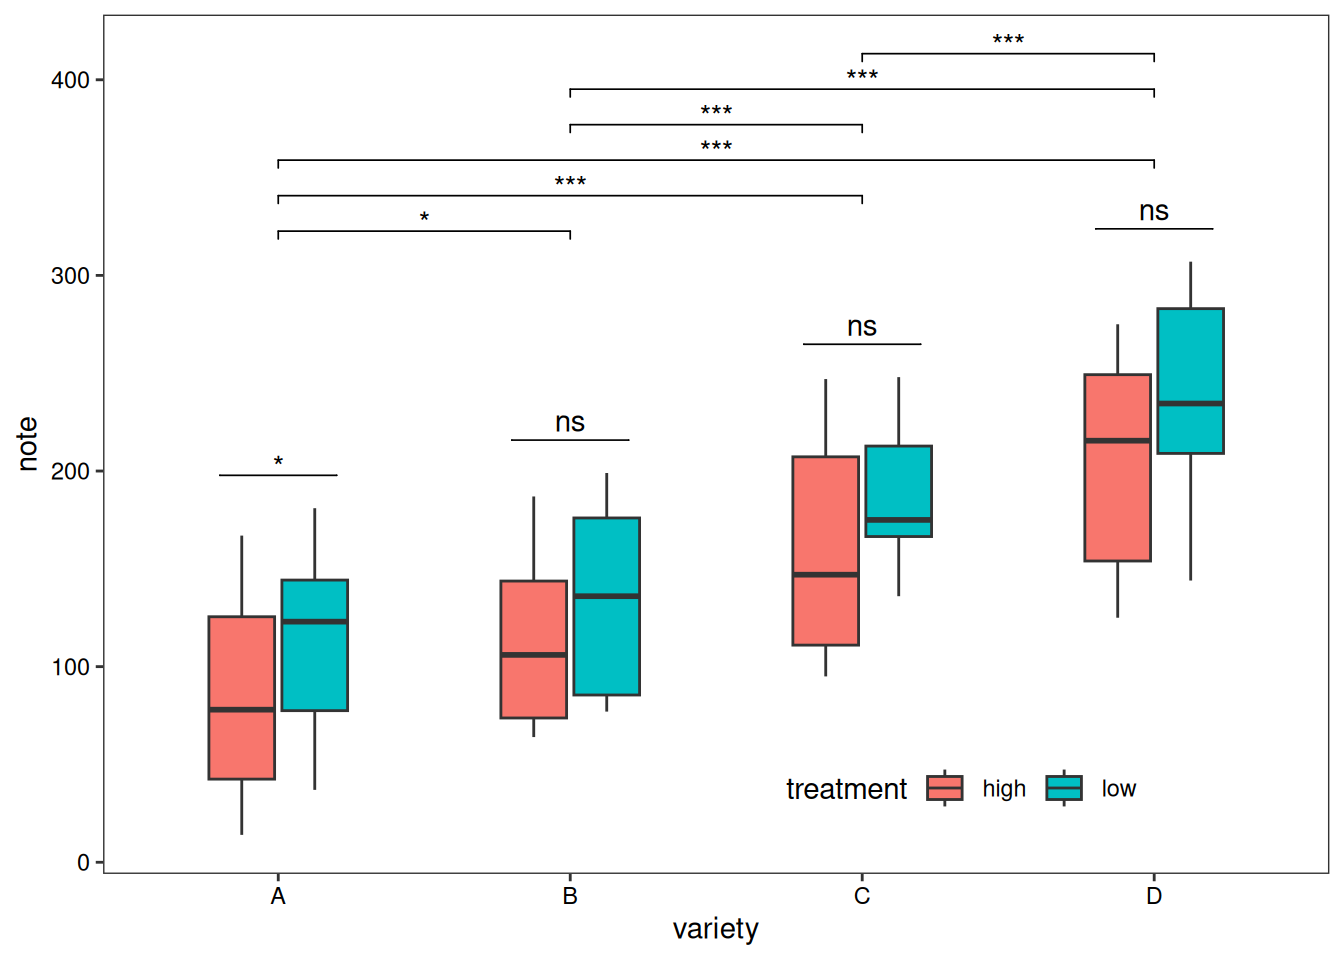 ***
400
***
***
***
***
ns
*
300
ns
ns
note
200
*
100
treatment high low
0
A B C D
variety